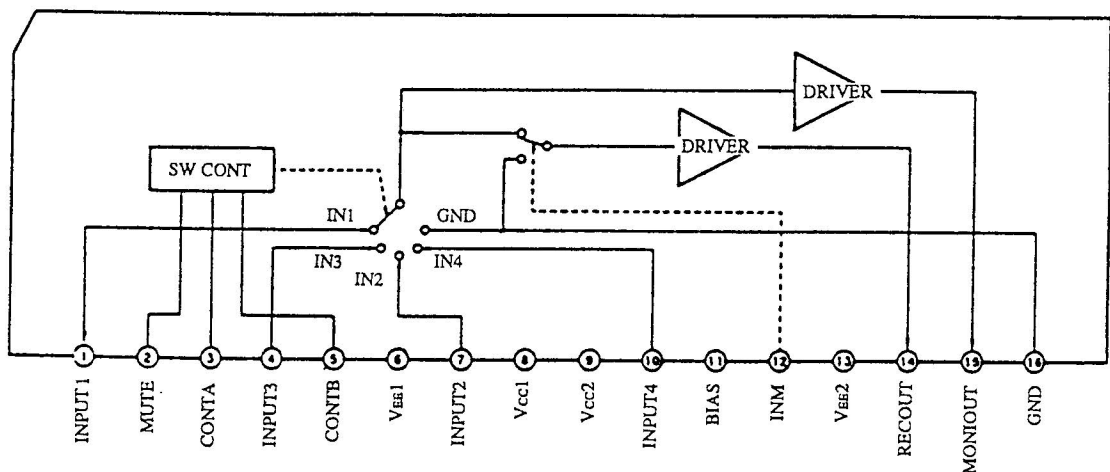 DRIVER
DRIVER
SW CONT
IN1
GND
IN3
IN4
IN2
1 2 3 4 5 6 7 8 9 10 11 12 13 14 15 16
INPUT1
MUTE
CONTA
INPUT3
CONTB
VEE1
INPUT2
VCC1
VCC2
INPUT4
BIAS
INM
VEE2
RECOUT
MONIOUT
GND